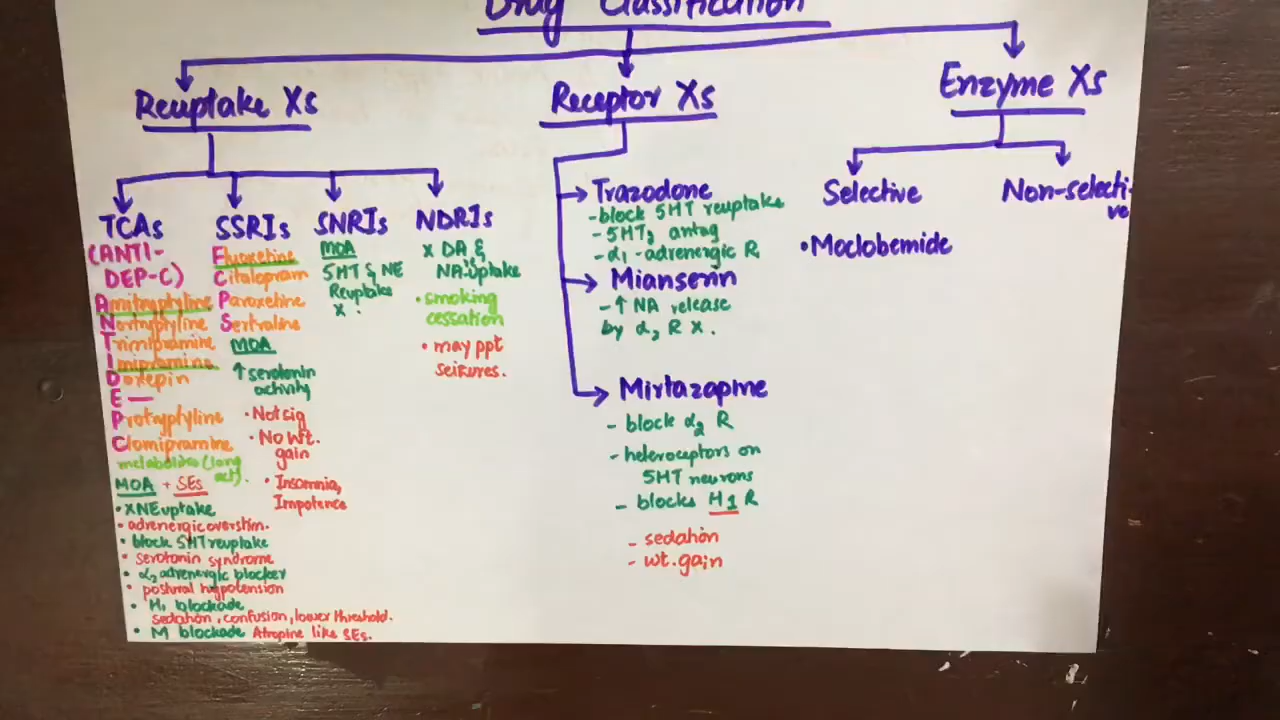 Drug Classification
Reuptake Xs
Receptor Xs
Enzyme Xs
TCAs
(ANTI-
DEP-C)
Amitryptyline
Nortryptyline
Trimipramine
Imipramine
Doxepin
E —
Protryptyline
Clomipramine
metabolites (long
act).
MOA + SEs
• XNE uptake
• adrenergic overstim.
• block 5HT reuptake
• serotonin syndrome
• α1 adrenergic blocker
• postural hypotension
• H1 blockade
sedation, confusion, lower threshold.
• M blockade Atropine like SEs.
SSRIs
Fluoxetine
Citalopram
Paroxetine
Sertraline
MOA
↑ serotonin
activity
• Not sig
• No wt.
gain
• Insomnia,
Impotence
SNRIs
MOA
5HT & NE
Reuptake
X.
NDRIs
X DA &
NA uptake
• smoking
cessation
• may ppt
seizures.
Trazodone
- block 5HT reuptake
- 5HT2 antag
- α1 - adrenergic R
Mianserin
- ↑ NA release
by α2 R X.
Mirtazapine
- block α2 R
- heteroceptors on
5HT neurons
- blocks H1 R
- sedation
- wt. gain
Selective
• Moclobemide
Non-selecti-
ve